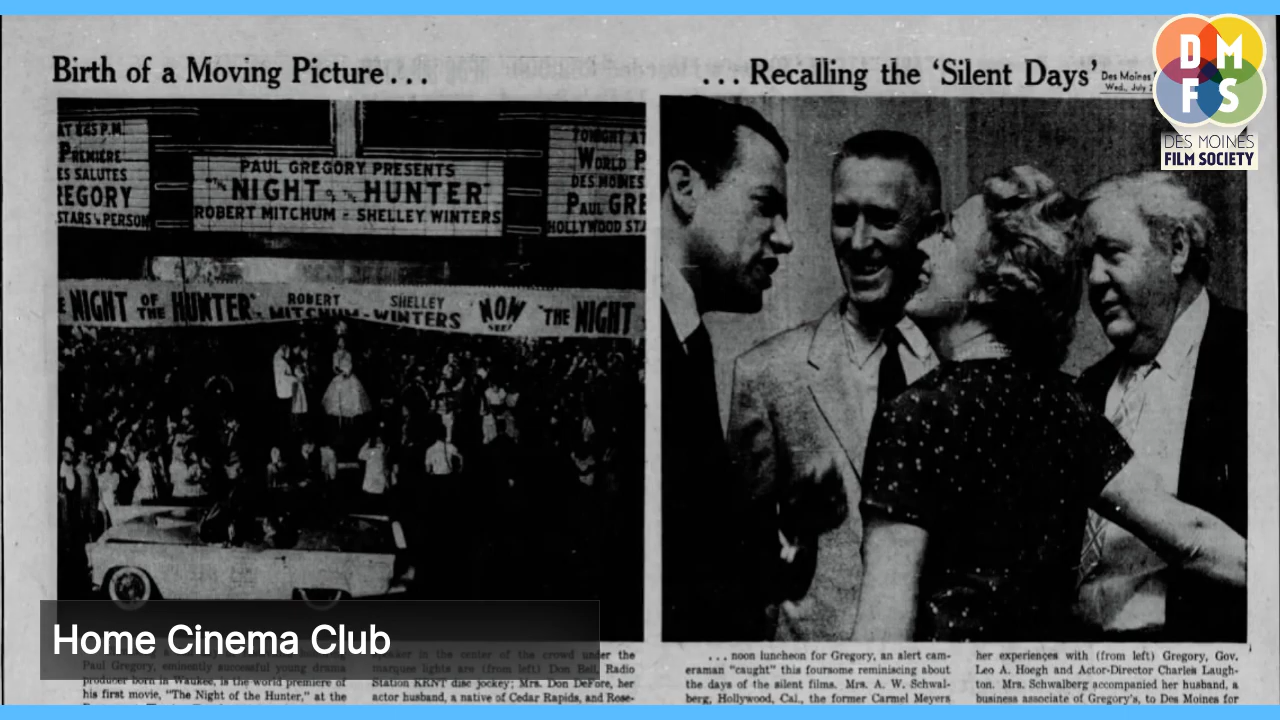 Birth of a Moving Picture . . .
. . . Recalling the ‘Silent Days’
Des Moines
Wed., July
DM
FS
DES MOINES
FILM SOCIETY
AT 8:45 P.M.
PREMIERE
ES SALUTES
REGORY
STARS IN PERSON
PAUL GREGORY PRESENTS
"THE NIGHT OF THE HUNTER"
ROBERT MITCHUM - SHELLEY WINTERS
TONIGHT AT
WORLD P
DES MOINES
PAUL GRE
HOLLYWOOD STA
E NIGHT OF THE HUNTER" ROBERT MITCHUM - SHELLEY WINTERS NOW THE NIGHT
Home Cinema Club
Paul Gregory, eminently successful young drama
producer born in Waukee, is the world premiere of
his first movie, "The Night of the Hunter," at the
in the center of the crowd under the
marquee lights are (from left) Don Bell, Radio
Station KRNT disc jockey; Mrs. Don DeFore, her
actor husband, a native of Cedar Rapids, and Rose-
. . . noon luncheon for Gregory, an alert cam-
eraman "caught" this foursome reminiscing about
the days of the silent films. Mrs. A. W. Schwal-
berg, Hollywood, Cal., the former Carmel Meyers
her experiences with (from left) Gregory, Gov.
Leo A. Hoegh and Actor-Director Charles Laugh-
ton. Mrs. Schwalberg accompanied her husband, a
business associate of Gregory's, to Des Moines for